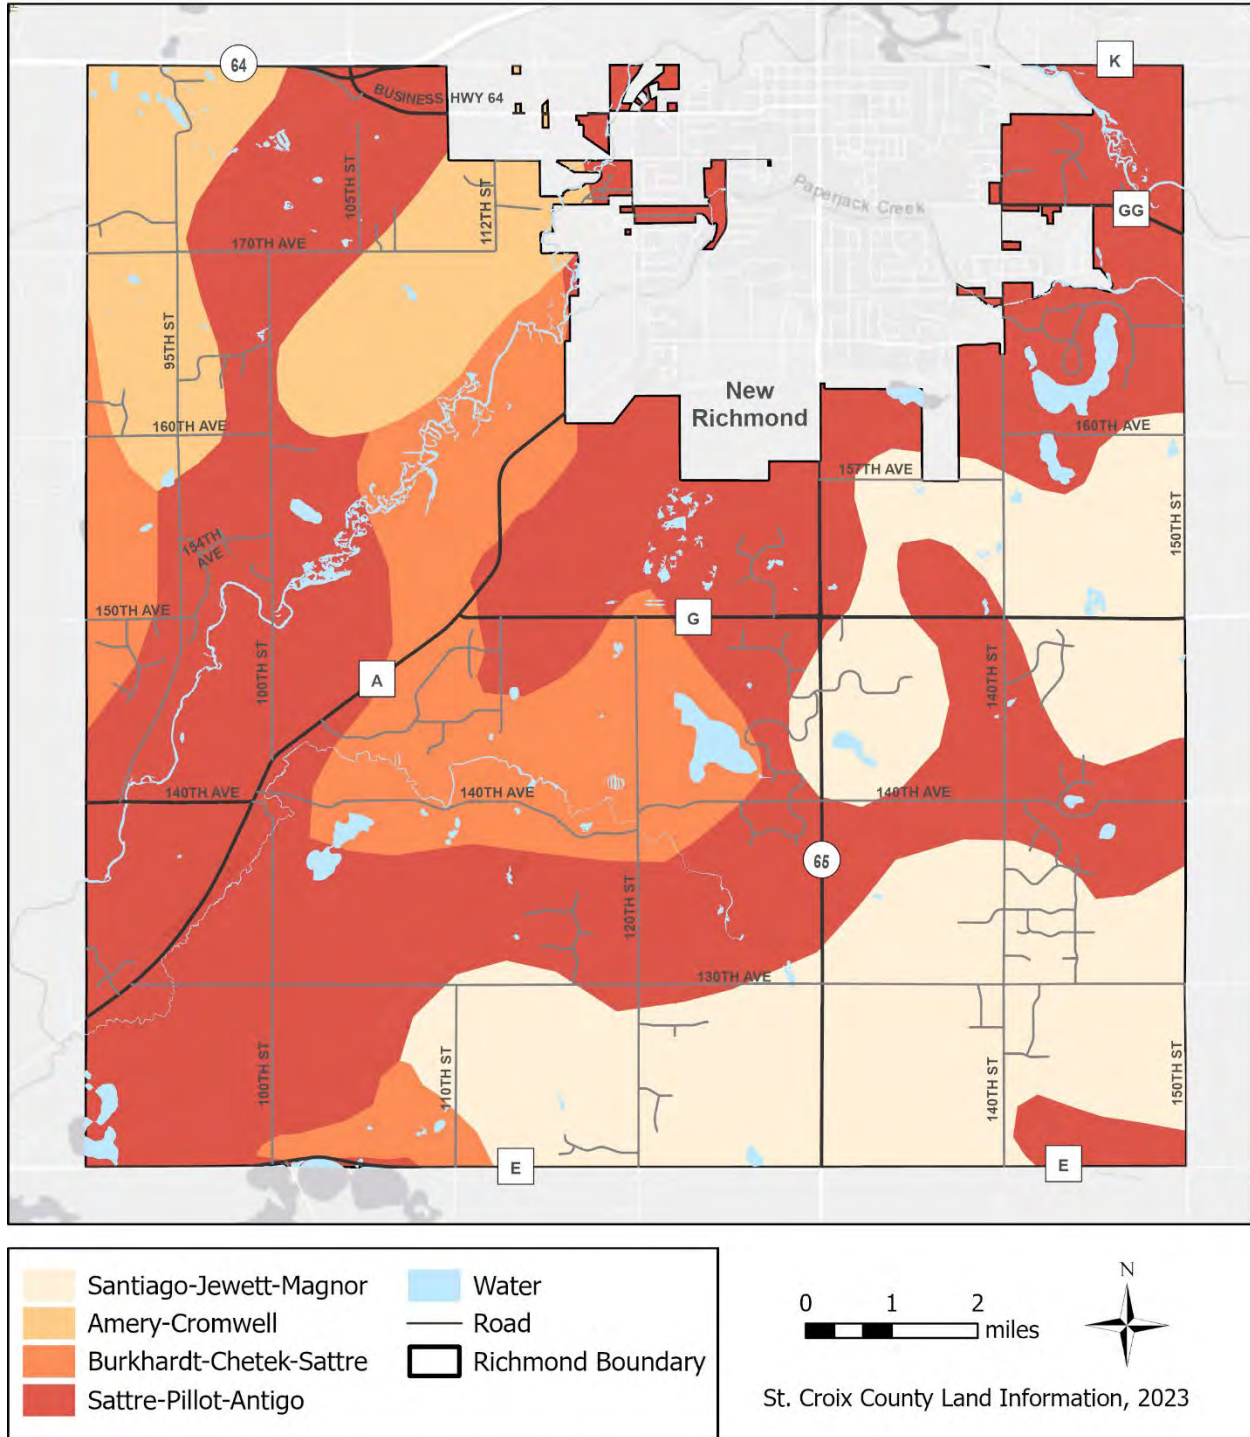 64
K
BUSINESS HWY 64
105TH ST
112TH ST
Paperjack Creek
GG
170TH AVE
95TH ST
New
Richmond
160TH AVE
160TH AVE
157TH AVE
150TH ST
154TH
AVE
150TH AVE
G
A
100TH ST
140TH ST
140TH AVE
140TH AVE
140TH AVE
65
120TH ST
130TH AVE
100TH ST
110TH ST
140TH ST
150TH ST
E
E
Santiago-Jewett-Magnor
Water
Amery-Cromwell
Road
Burkhardt-Chetek-Sattre
Richmond Boundary
Sattre-Pillot-Antigo
0 1 2
miles
N
St. Croix County Land Information, 2023